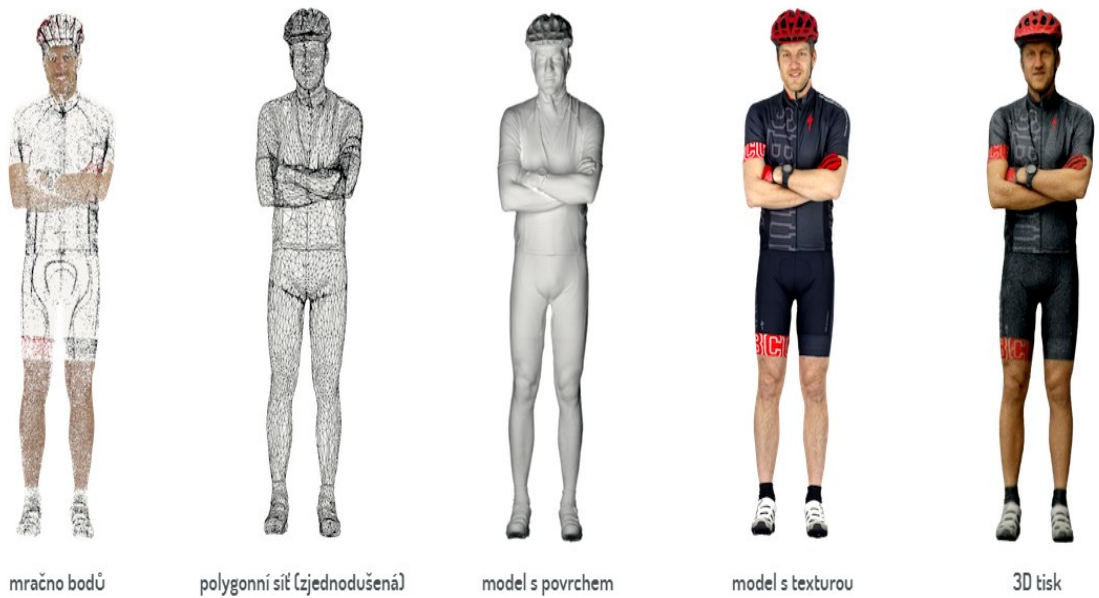 mračno bodů
polygonní síť (zjednodušená)
model s povrchem
model s texturou
3D tisk